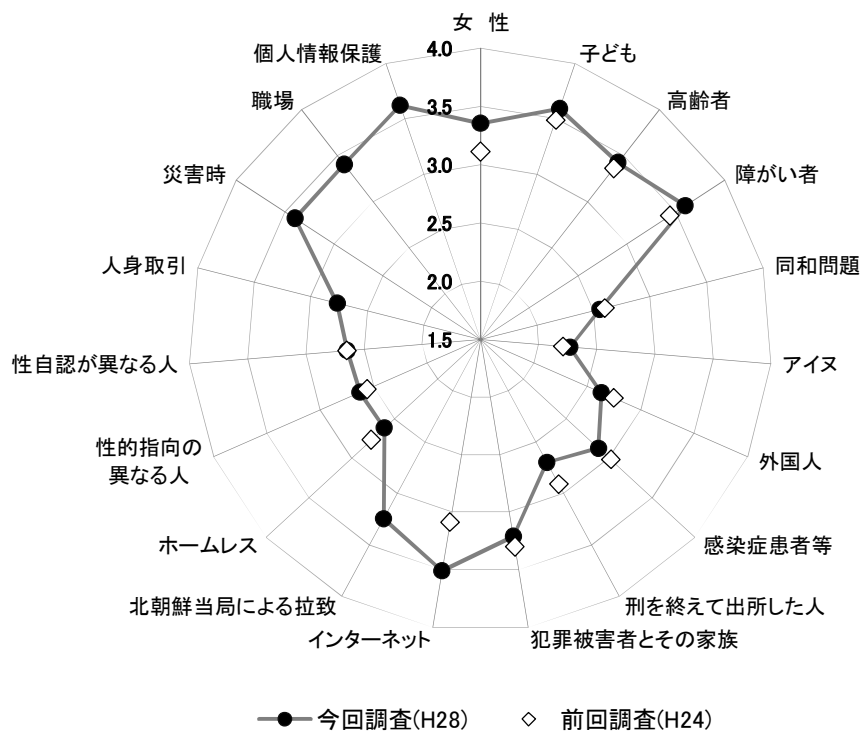 女 性
子ども
高齢者
障がい者
同和問題
アイヌ
外国人
感染症患者等
刑を終えて出所した人
犯罪被害者とその家族
インターネット
北朝鮮当局による拉致
ホームレス
性的指向の
異なる人
性自認が異なる人
人身取引
災害時
職場
個人情報保護
4.0
3.5
3.0
2.5
2.0
1.5
今回調査(H28)
前回調査(H24)